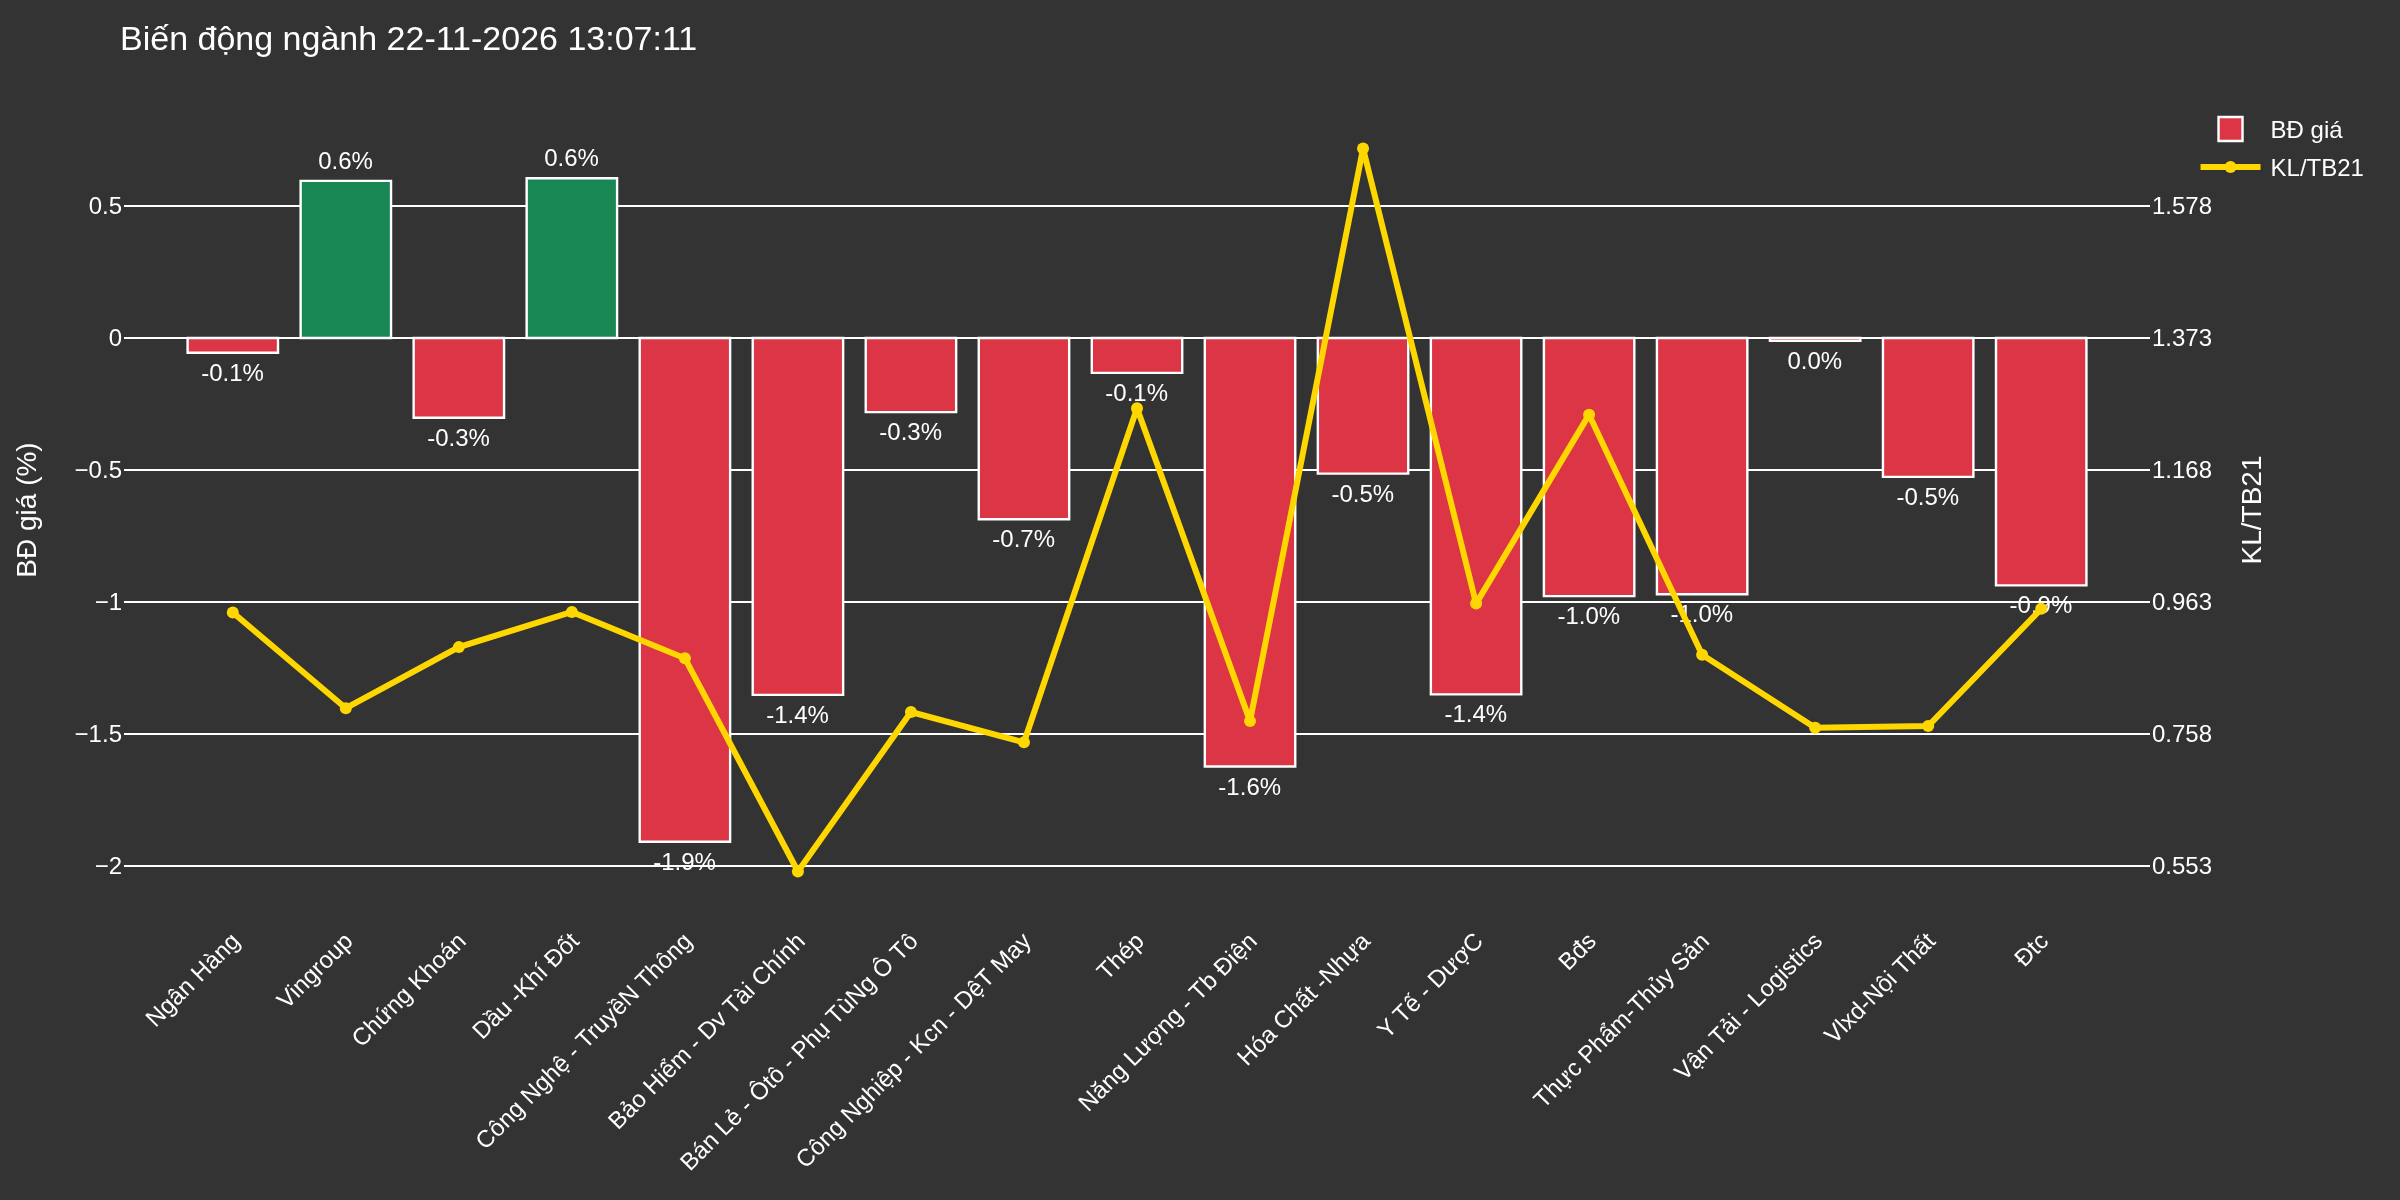 Biến động ngành 22-11-2026 13:07:11
BĐ giá
KL/TB21
0.5
0
−0.5
−1
−1.5
−2
BĐ giá (%)
-0.1%
0.6%
-0.3%
0.6%
-1.9%
-1.4%
-0.3%
-0.7%
-0.1%
-1.6%
-0.5%
-1.4%
-1.0%
-1.0%
0.0%
-0.5%
-0.9%
1.578
1.373
1.168
0.963
0.758
0.553
KL/TB21
Ngân Hàng
Vingroup
Chứng Khoán
Dầu -Khí Đốt
Công Nghệ - TruyềN Thông
Bảo Hiểm - Dv Tài Chính
Bán Lẻ - Ôtô - Phụ TùNg Ô Tô
Công Nghiệp - Kcn - DệT May
Thép
Năng Lượng - Tb Điện
Hóa Chất -Nhựa
Y Tế - DượC
Bđs
Thực Phẩm-Thủy Sản
Vận Tải - Logistics
Vlxd-Nội Thất
Đtc